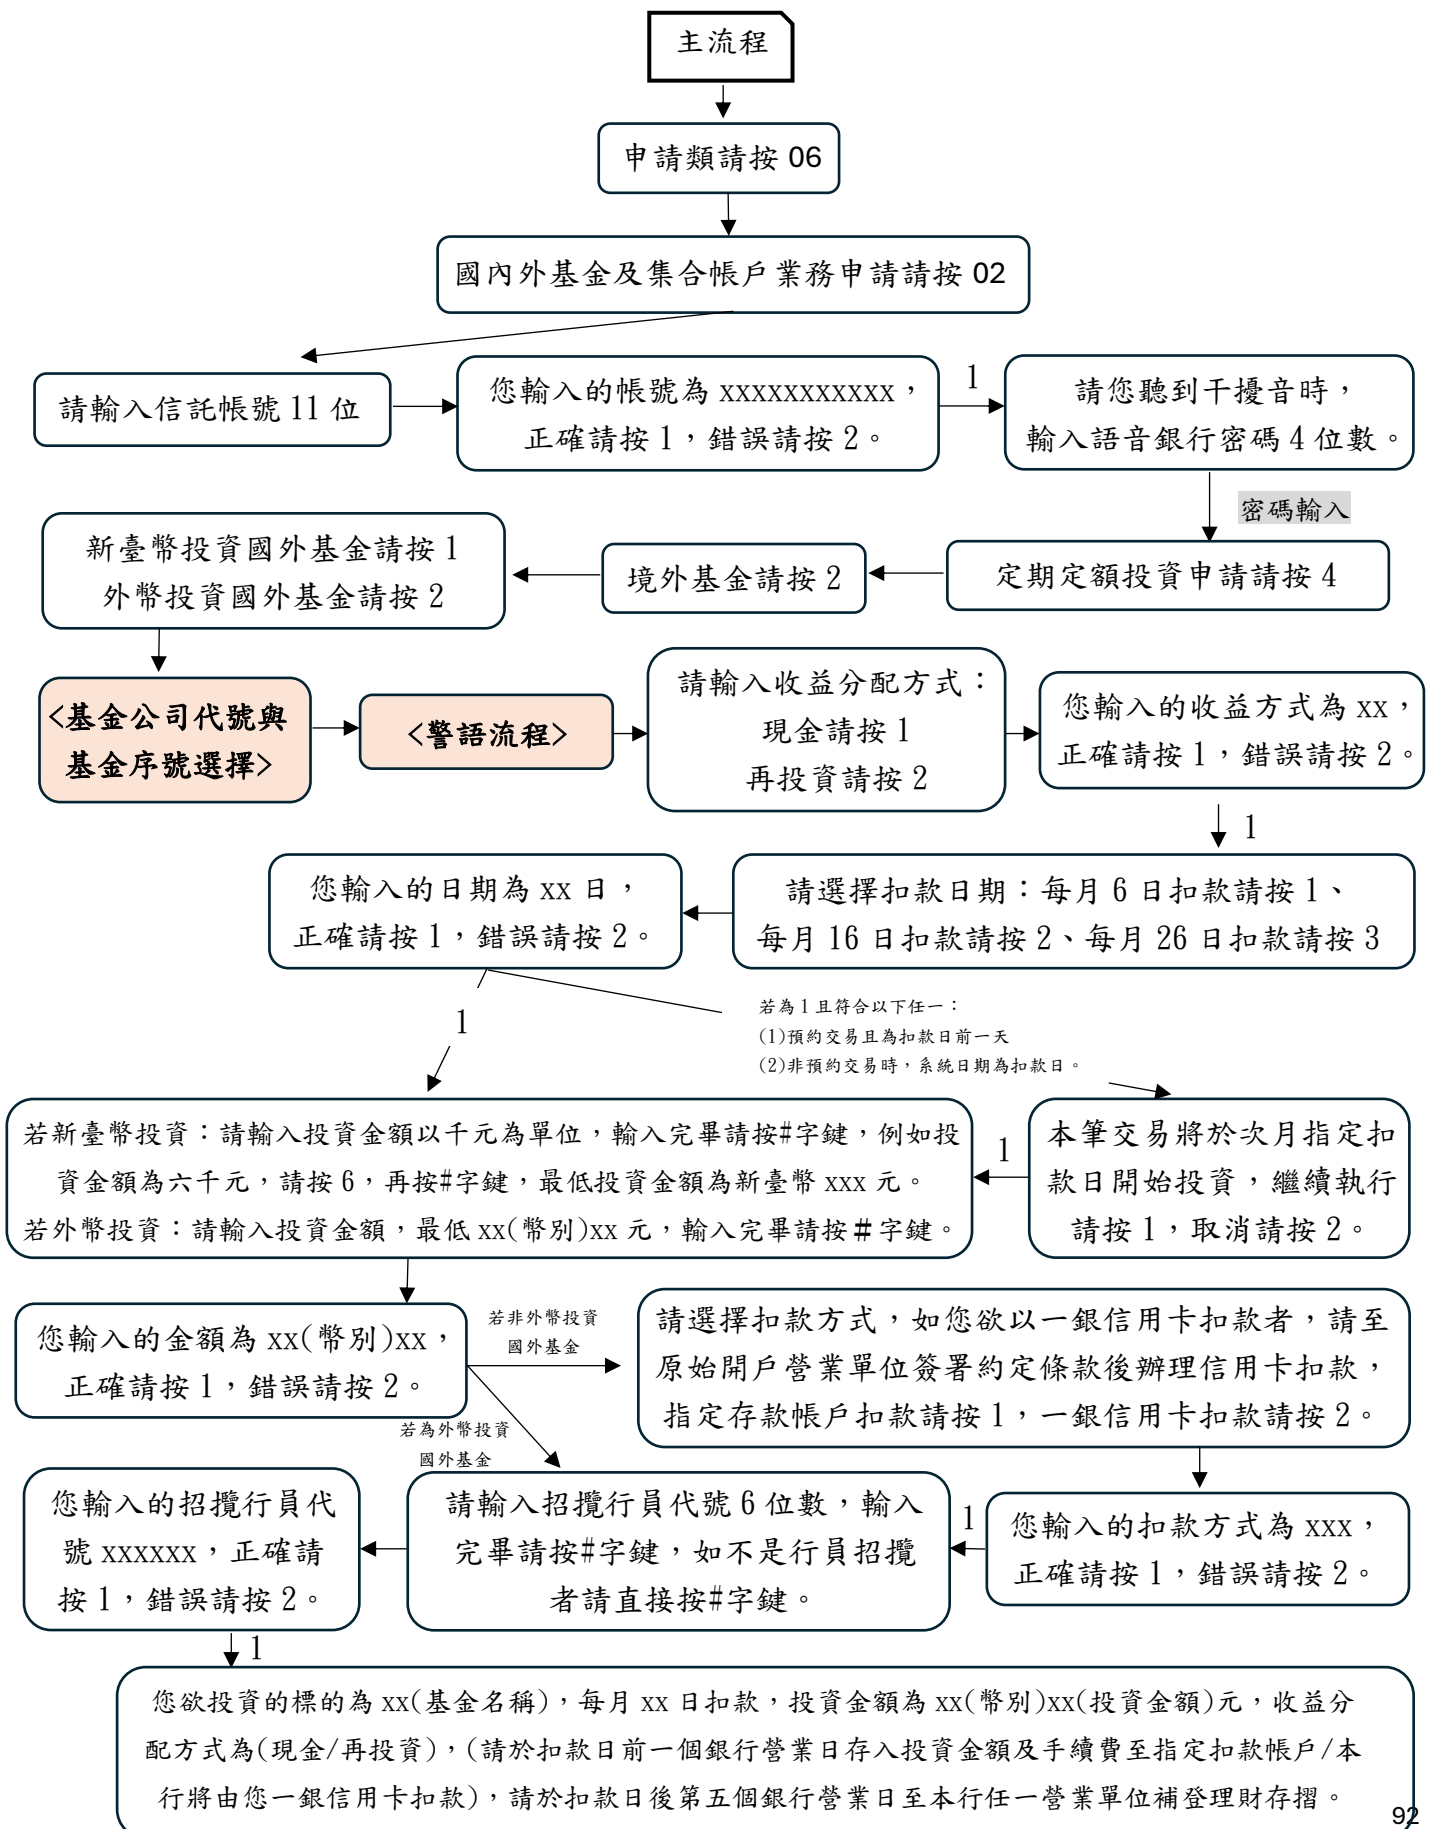 主流程
申請類請按 06
國內外基金及集合帳戶業務申請請按 02
請輸入信託帳號 11 位
您輸入的帳號為 xxxxxxxxxxx，
正確請按 1，錯誤請按 2。
1
請您聽到干擾音時，
輸入語音銀行密碼 4 位數。
密碼輸入
定期定額投資申請請按 4
境外基金請按 2
新臺幣投資國外基金請按 1
外幣投資國外基金請按 2
<基金公司代號與
基金序號選擇>
<警語流程>
請輸入收益分配方式：
現金請按 1
再投資請按 2
您輸入的收益方式為 xx，
正確請按 1，錯誤請按 2。
1
請選擇扣款日期：每月 6 日扣款請按 1、
每月 16 日扣款請按 2、每月 26 日扣款請按 3
您輸入的日期為 xx 日，
正確請按 1，錯誤請按 2。
1
若為 1 且符合以下任一：
(1)預約交易且為扣款日前一天
(2)非預約交易時，系統日期為扣款日。
本筆交易將於次月指定扣
款日開始投資，繼續執行
請按 1，取消請按 2。
1
若新臺幣投資：請輸入投資金額以千元為單位，輸入完畢請按#字鍵，例如投
資金額為六千元，請按 6，再按#字鍵，最低投資金額為新臺幣 xxx 元。
若外幣投資：請輸入投資金額，最低 xx(幣別)xx 元，輸入完畢請按＃字鍵。
您輸入的金額為 xx(幣別)xx，
正確請按 1，錯誤請按 2。
若非外幣投資
國外基金
若為外幣投資
國外基金
請選擇扣款方式，如您欲以一銀信用卡扣款者，請至
原始開戶營業單位簽署約定條款後辦理信用卡扣款，
指定存款帳戶扣款請按 1，一銀信用卡扣款請按 2。
您輸入的扣款方式為 xxx，
正確請按 1，錯誤請按 2。
1
請輸入招攬行員代號 6 位數，輸入
完畢請按#字鍵，如不是行員招攬
者請直接按#字鍵。
您輸入的招攬行員代
號 xxxxxx，正確請
按 1，錯誤請按 2。
1
您欲投資的標的為 xx(基金名稱)，每月 xx 日扣款，投資金額為 xx(幣別)xx(投資金額)元，收益分
配方式為(現金/再投資)，(請於扣款日前一個銀行營業日存入投資金額及手續費至指定扣款帳戶/本
行將由您一銀信用卡扣款)，請於扣款日後第五個銀行營業日至本行任一營業單位補登理財存摺。
92